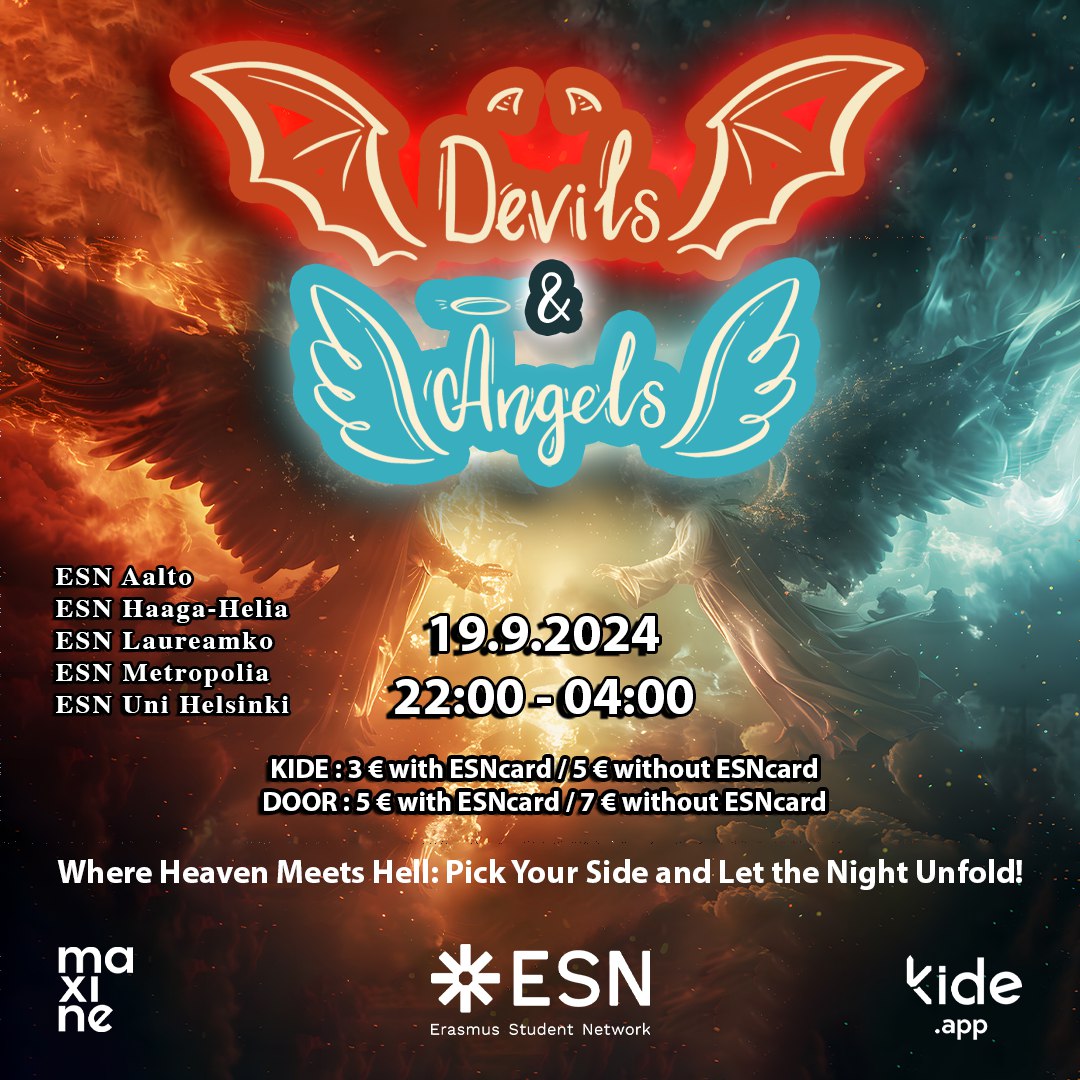 Devils
&
Angels
ESN Aalto
ESN Haaga-Helia
ESN Laureamko
ESN Metropolia
ESN Uni Helsinki
19.9.2024
22:00 - 04:00
KIDE : 3 € with ESNcard / 5 € without ESNcard
DOOR : 5 € with ESNcard / 7 € without ESNcard
Where Heaven Meets Hell: Pick Your Side and Let the Night Unfold!
ma
xi
ne
ESN
Erasmus Student Network
kide
.app